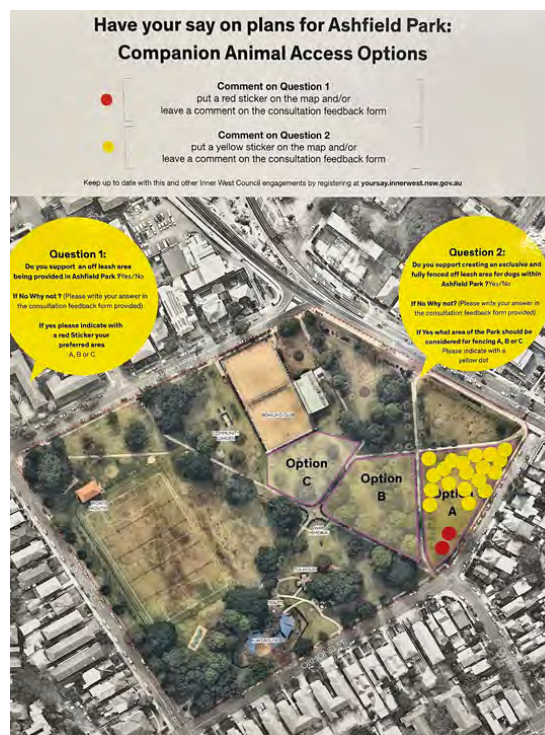 Have your say on plans for Ashfield Park:
Companion Animal Access Options
Comment on Question 1
put a red sticker on the map and/or
leave a comment on the consultation feedback form
Comment on Question 2
put a yellow sticker on the map and/or
leave a comment on the consultation feedback form
Keep up to date with this and other Inner West Council engagements by registering at yoursay.innerwest.nsw.gov.au
Question 1:
Do you support an off leash area
being provided in Ashfield Park ?Yes/No
If No Why not ? (Please write your answer in
the consultation feedback form provided)
If yes please indicate with
a red Sticker your
preferred area
A, B or C
Question 2:
Do you support creating an exclusive and
fully fenced off leash area for dogs within
Ashfield Park ?Yes/No
If No Why not? (Please write your answer in
the consultation feedback form provided)
If Yes what area of the Park should be
considered for fencing A, B or C
Please indicate with a
yellow dot
BOWLING CLUB
COMMUNITY
GARDEN
Option
C
Option
B
Option
A
MEMORIAL
PLAYGROUND